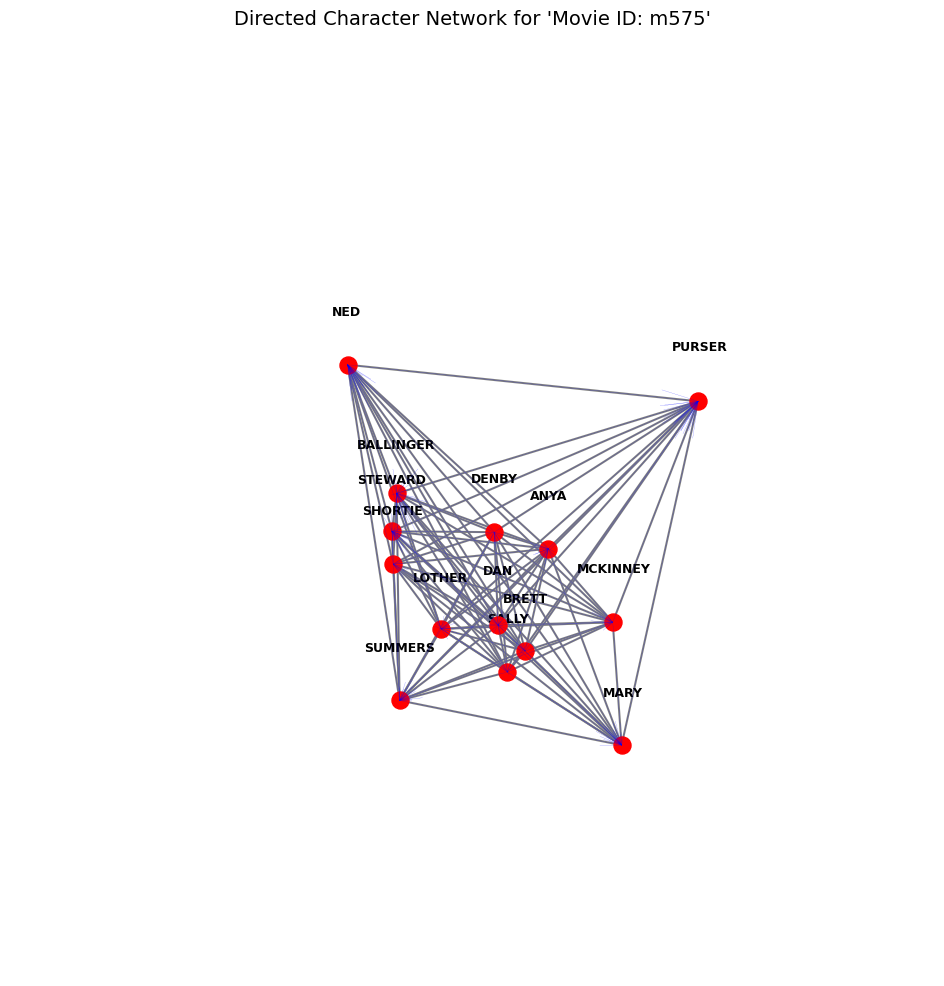 Directed Character Network for 'Movie ID: m575'
NED
PURSER
BALLINGER
STEWARD
DENBY
ANYA
SHORTIE
LOTHER
DAN
MCKINNEY
BRETT
SALLY
SUMMERS
MARY